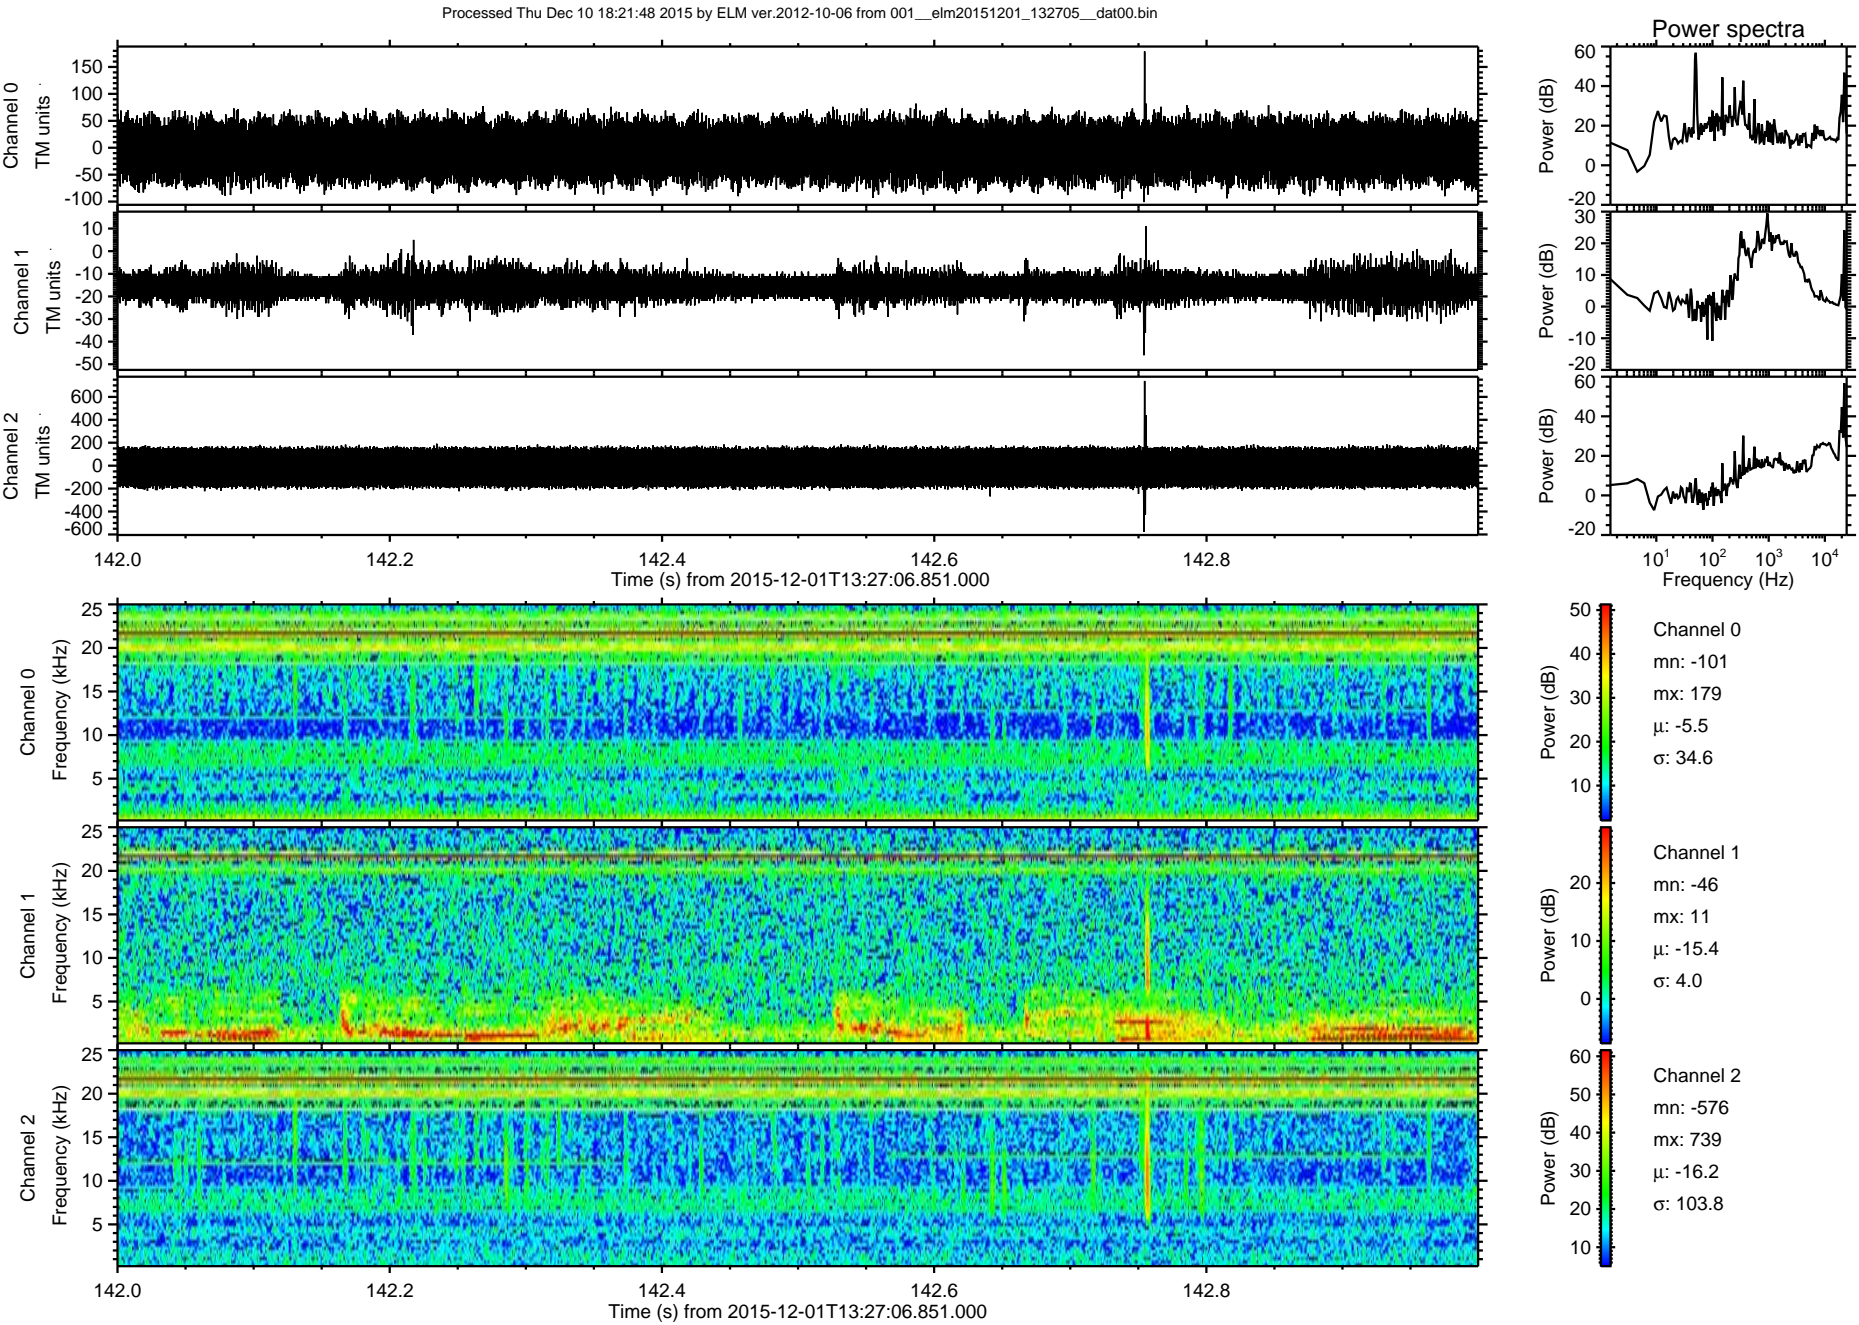 Processed Thu Dec 10 18:21:48 2015 by ELM ver.2012-10-06 from 001__elm20151201_132705__dat00.bin
Power spectra
Channel 0
TM units
150
100
50
0
-50
-100
Power (dB)
60
40
20
0
-20
Channel 1
TM units
10
0
-10
-20
-30
-40
-50
Power (dB)
30
20
10
0
-10
-20
Channel 2
TM units
600
400
200
0
-200
-400
-600
Power (dB)
60
40
20
0
-20
142.0 142.2 142.4 142.6 142.8
Time (s) from 2015-12-01T13:27:06.851.000
10^1 10^2 10^3 10^4
Frequency (Hz)
Channel 0
Frequency (kHz)
25
20
15
10
5
Power (dB)
50
40
30
20
10
Channel 0
mn: -101
mx: 179
μ: -5.5
σ: 34.6
Channel 1
Frequency (kHz)
25
20
15
10
5
Power (dB)
20
10
0
Channel 1
mn: -46
mx: 11
μ: -15.4
σ: 4.0
Channel 2
Frequency (kHz)
25
20
15
10
5
Power (dB)
60
50
40
30
20
10
Channel 2
mn: -576
mx: 739
μ: -16.2
σ: 103.8
142.0 142.2 142.4 142.6 142.8
Time (s) from 2015-12-01T13:27:06.851.000